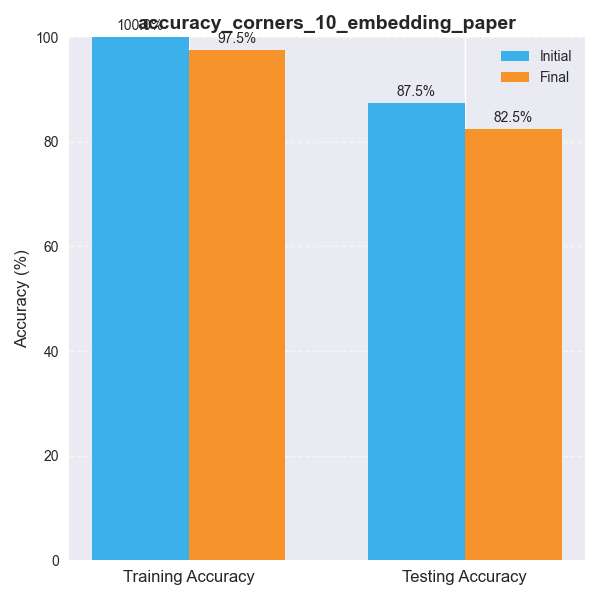 accuracy_corners_10_embedding_paper
100.0%
97.5%
87.5%
82.5%
Initial
Final
Accuracy (%)
100
80
60
40
20
0
Training Accuracy
Testing Accuracy